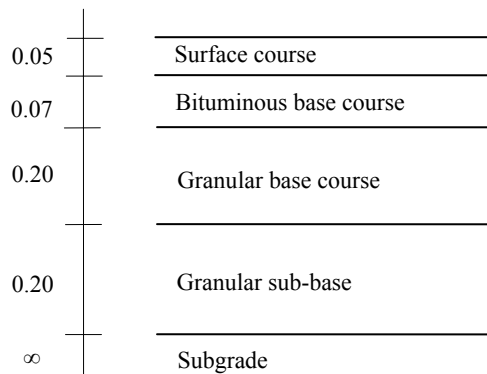 0.05 Surface course
0.07 Bituminous base course
0.20 Granular base course
0.20 Granular sub-base
∞ Subgrade